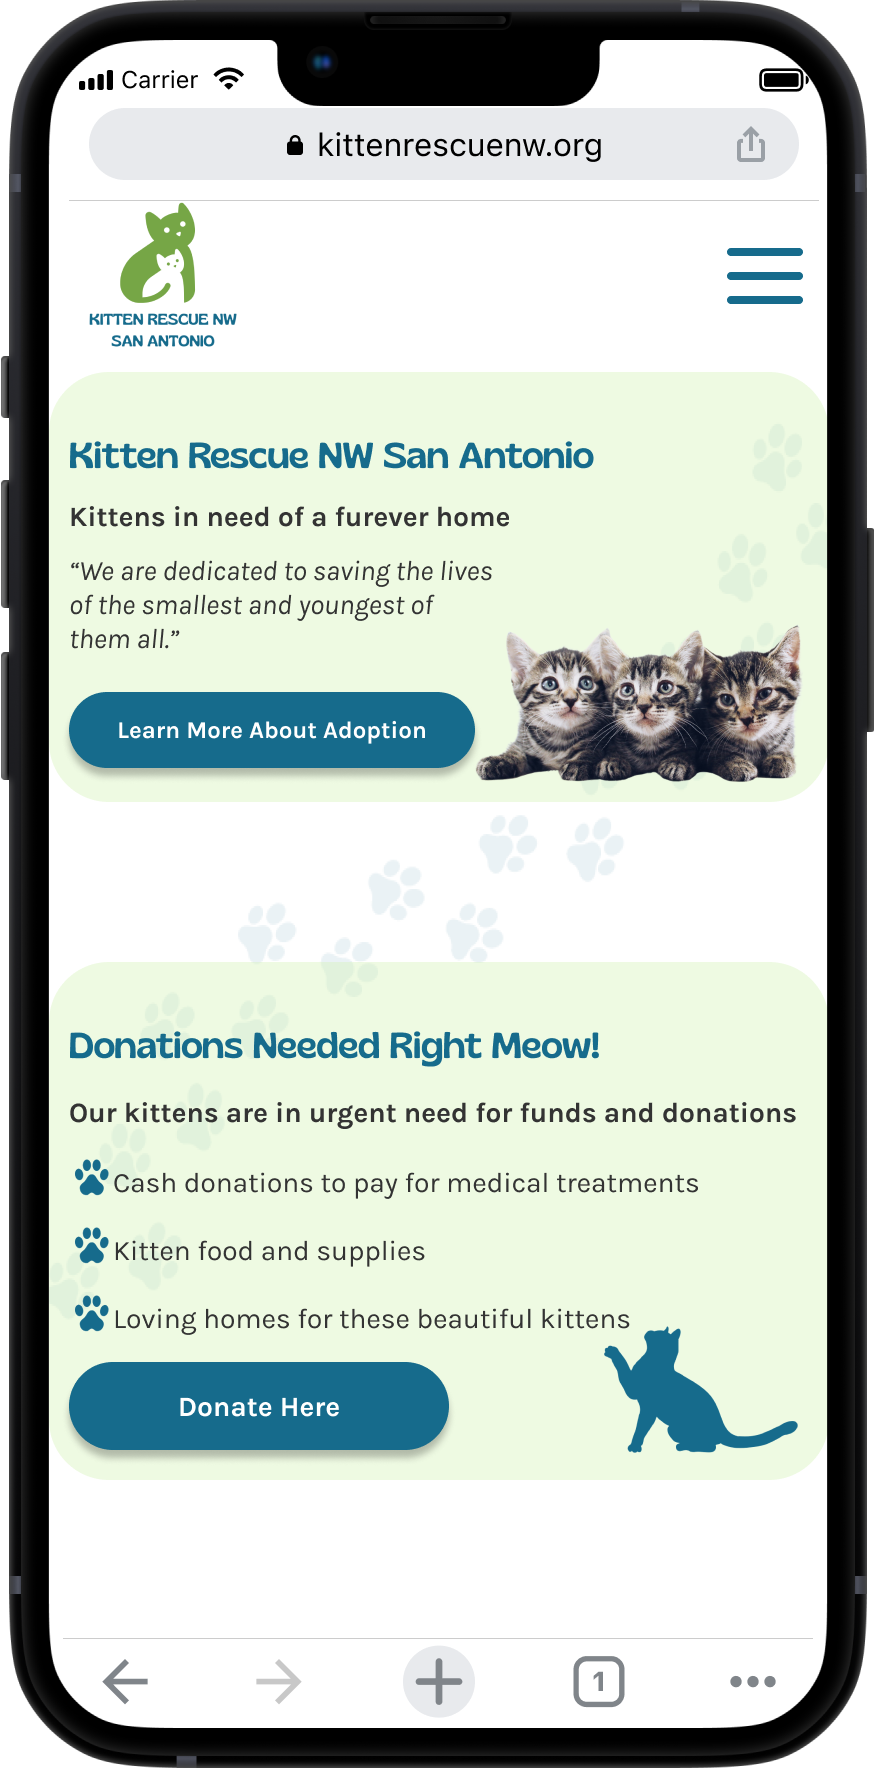 Carrier
kittenrescuenw.org
KITTEN RESCUE NW
SAN ANTONIO
Kitten Rescue NW San Antonio
Kittens in need of a furever home
“We are dedicated to saving the lives
of the smallest and youngest of
them all.”
Learn More About Adoption
Donations Needed Right Meow!
Our kittens are in urgent need for funds and donations
Cash donations to pay for medical treatments
Kitten food and supplies
Loving homes for these beautiful kittens
Donate Here
1